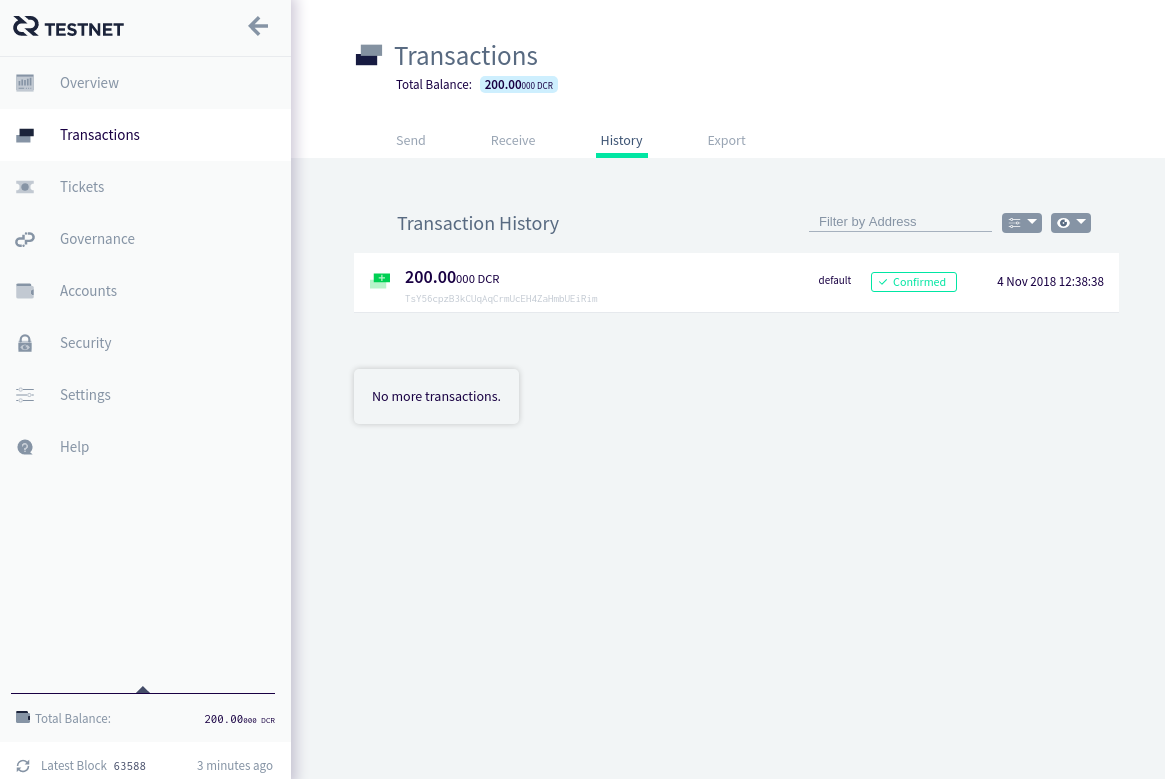 TESTNET
Overview
Transactions
Tickets
Governance
Accounts
Security
Settings
Help
Total Balance: 200.00000 DCR
Latest Block 63588 3 minutes ago
Transactions
Total Balance: 200.00000 DCR
Send Receive History Export
Transaction History Filter by Address
200.00000 DCR default Confirmed 4 Nov 2018 12:38:38
TsY56cpzB3kCUqAqCrmUcEH4ZaHmbUEiRim
No more transactions.